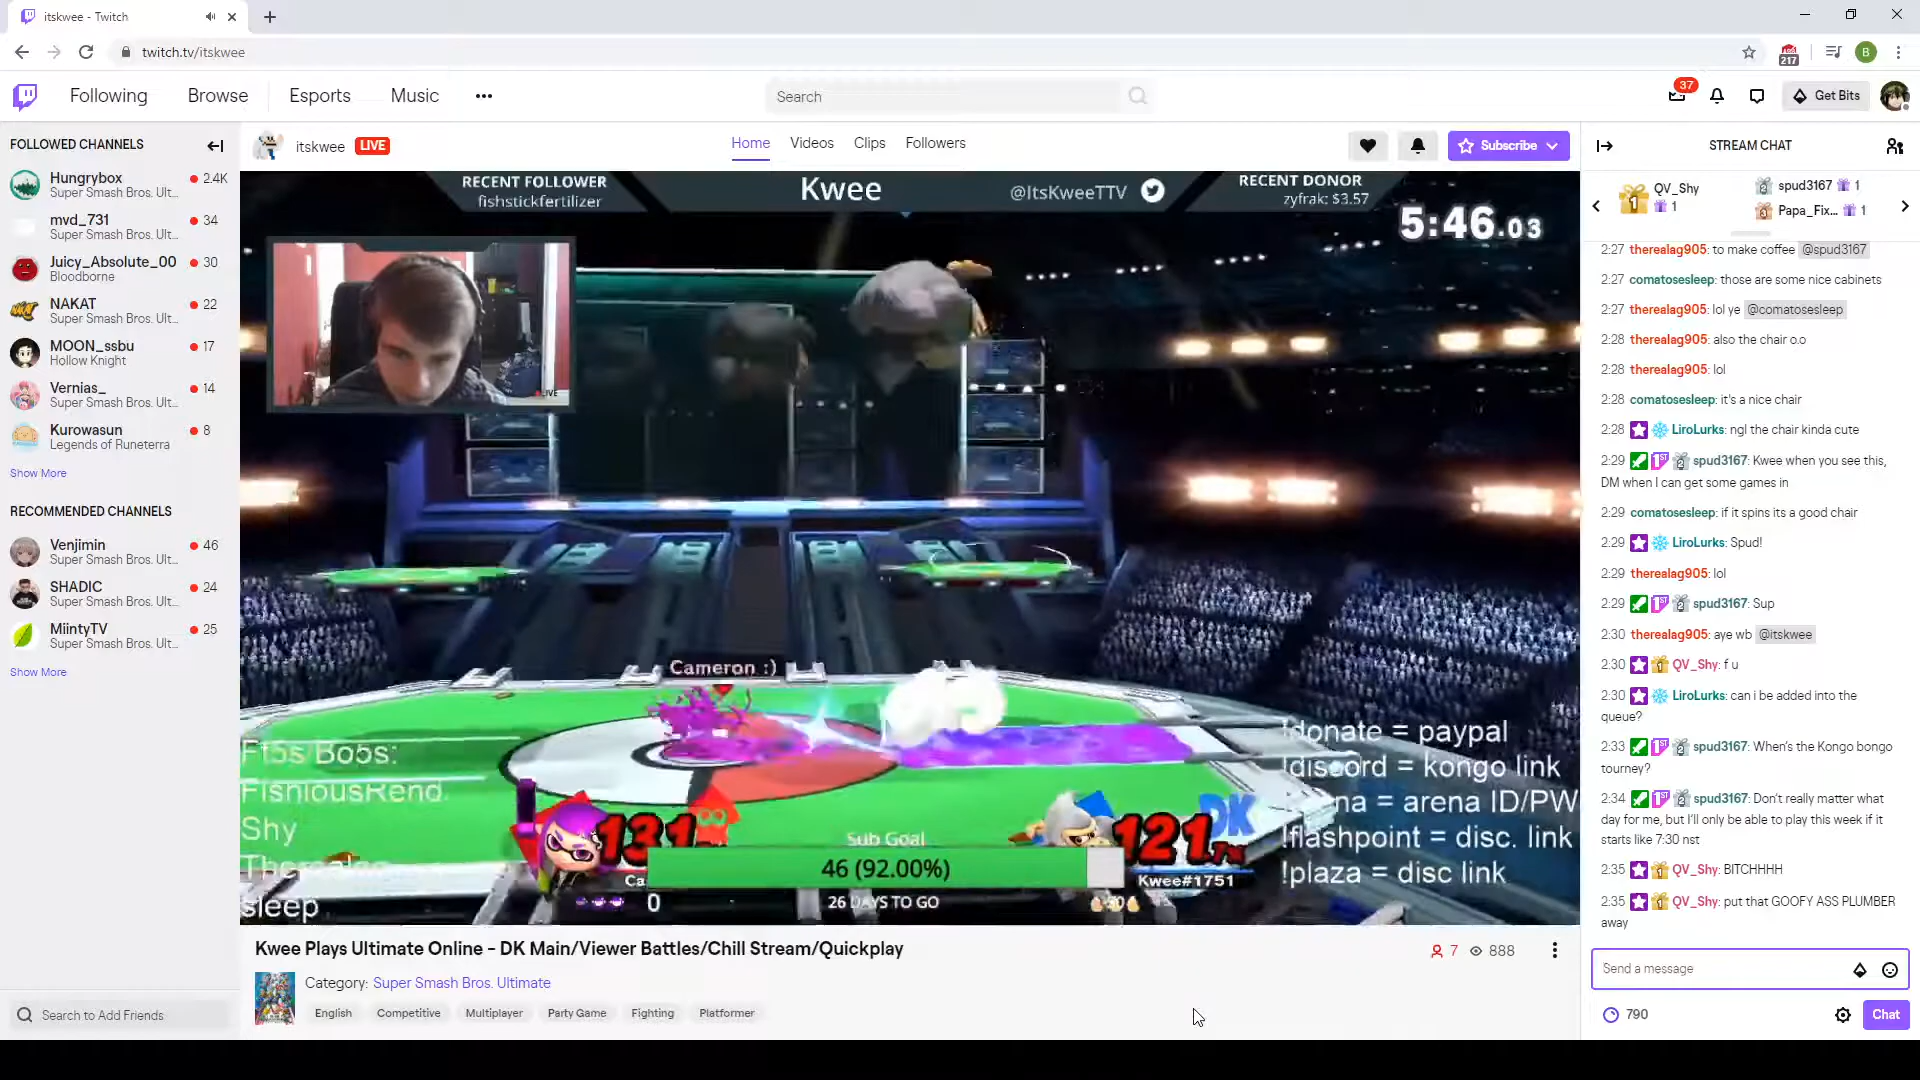 itskwee - Twitch
twitch.tv/itskwee
217
B
Following
Browse
Esports
Music
Search
37
Get Bits
FOLLOWED CHANNELS
Hungrybox
2.4K
Super Smash Bros. Ult...
mvd_731
34
Super Smash Bros. Ult...
Juicy_Absolute_00
30
Bloodborne
NAKAT
22
Super Smash Bros. Ult...
MOON_ssbu
17
Hollow Knight
Vernias_
14
Super Smash Bros. Ult...
Kurowasun
8
Legends of Runeterra
Show More
RECOMMENDED CHANNELS
Venjimin
46
Super Smash Bros. Ult...
SHADIC
24
Super Smash Bros. Ult...
MiintyTV
25
Super Smash Bros. Ult...
Show More
Search to Add Friends
itskwee
LIVE
Home
Videos
Clips
Followers
Subscribe
RECENT FOLLOWER
fishstickfertilizer
Kwee
@ItsKweeTTV
RECENT DONOR
zyfrak: $3.57
5:46.03
LIVE
Cameron :)
Ft5s/Bo5s:
FishiousRend.
Shy
sleep
!donate = paypal
!discord = kongo link
= arena ID/PW
!flashpoint = disc. link
!plaza = disc link
131
DK
121
Sub Goal
46 (92.00%)
26 DAYS TO GO
Ca
0
Kwee#1751
Kwee Plays Ultimate Online - DK Main/Viewer Battles/Chill Stream/Quickplay
7
888
Category: Super Smash Bros. Ultimate
English
Competitive
Multiplayer
Party Game
Fighting
Platformer
STREAM CHAT
1
QV_Shy
1
2
spud3167
1
3
Papa_Fix...
1
2:27 therealag905: to make coffee @spud3167
2:27 comatosesleep: those are some nice cabinets
2:27 therealag905: lol ye @comatosesleep
2:28 therealag905: also the chair o.o
2:28 therealag905: lol
2:28 comatosesleep: it's a nice chair
2:28 LiroLurks: ngl the chair kinda cute
2:29 spud3167: Kwee when you see this,
DM when I can get some games in
2:29 comatosesleep: if it spins its a good chair
2:29 LiroLurks: Spud!
2:29 therealag905: lol
2:29 spud3167: Sup
2:30 therealag905: aye wb @itskwee
2:30 QV_Shy: f u
2:30 LiroLurks: can i be added into the
queue?
2:33 spud3167: When's the Kongo bongo
tourney?
2:34 spud3167: Don't really matter what
day for me, but I'll only be able to play this week if it
starts like 7:30 nst
2:35 QV_Shy: BITCHHHH
2:35 QV_Shy: put that GOOFY ASS PLUMBER
away
Send a message
790
Chat